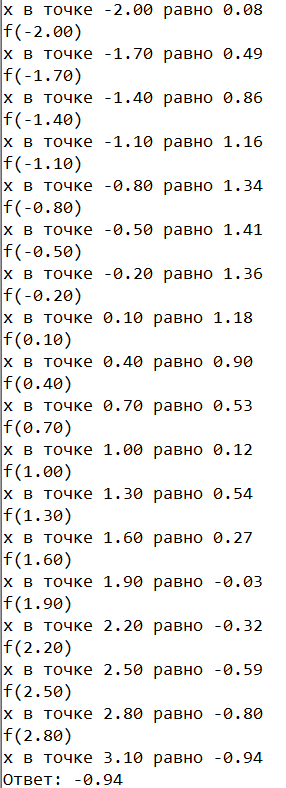 x в точке -2.00 равно 0.08
f(-2.00)
x в точке -1.70 равно 0.49
f(-1.70)
x в точке -1.40 равно 0.86
f(-1.40)
x в точке -1.10 равно 1.16
f(-1.10)
x в точке -0.80 равно 1.34
f(-0.80)
x в точке -0.50 равно 1.41
f(-0.50)
x в точке -0.20 равно 1.36
f(-0.20)
x в точке 0.10 равно 1.18
f(0.10)
x в точке 0.40 равно 0.90
f(0.40)
x в точке 0.70 равно 0.53
f(0.70)
x в точке 1.00 равно 0.12
f(1.00)
x в точке 1.30 равно 0.54
f(1.30)
x в точке 1.60 равно 0.27
f(1.60)
x в точке 1.90 равно -0.03
f(1.90)
x в точке 2.20 равно -0.32
f(2.20)
x в точке 2.50 равно -0.59
f(2.50)
x в точке 2.80 равно -0.80
f(2.80)
x в точке 3.10 равно -0.94
Ответ: -0.94